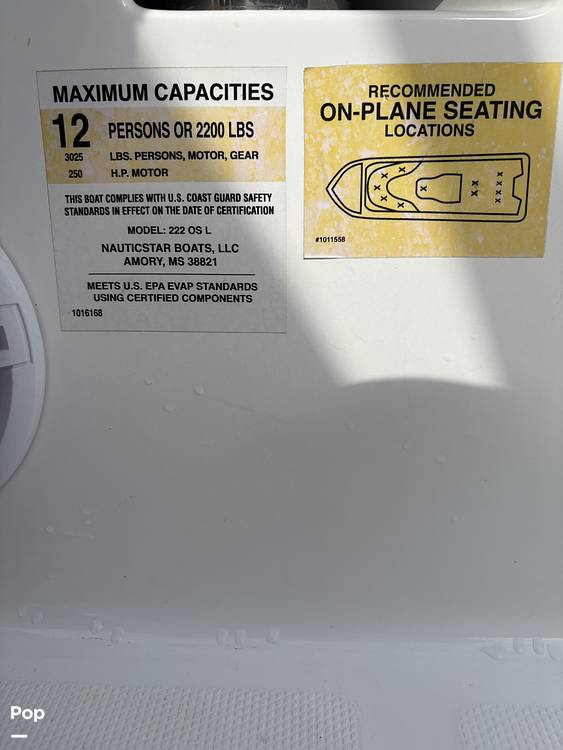 MAXIMUM CAPACITIES
12 PERSONS OR 2200 LBS
3025 LBS. PERSONS, MOTOR, GEAR
250 H.P. MOTOR
THIS BOAT COMPLIES WITH U.S. COAST GUARD SAFETY
STANDARDS IN EFFECT ON THE DATE OF CERTIFICATION
MODEL: 222 OS L
NAUTICSTAR BOATS, LLC
AMORY, MS 38821
MEETS U.S. EPA EVAP STANDARDS
USING CERTIFIED COMPONENTS
1016168
RECOMMENDED
ON-PLANE SEATING
LOCATIONS
#1011558
Pop